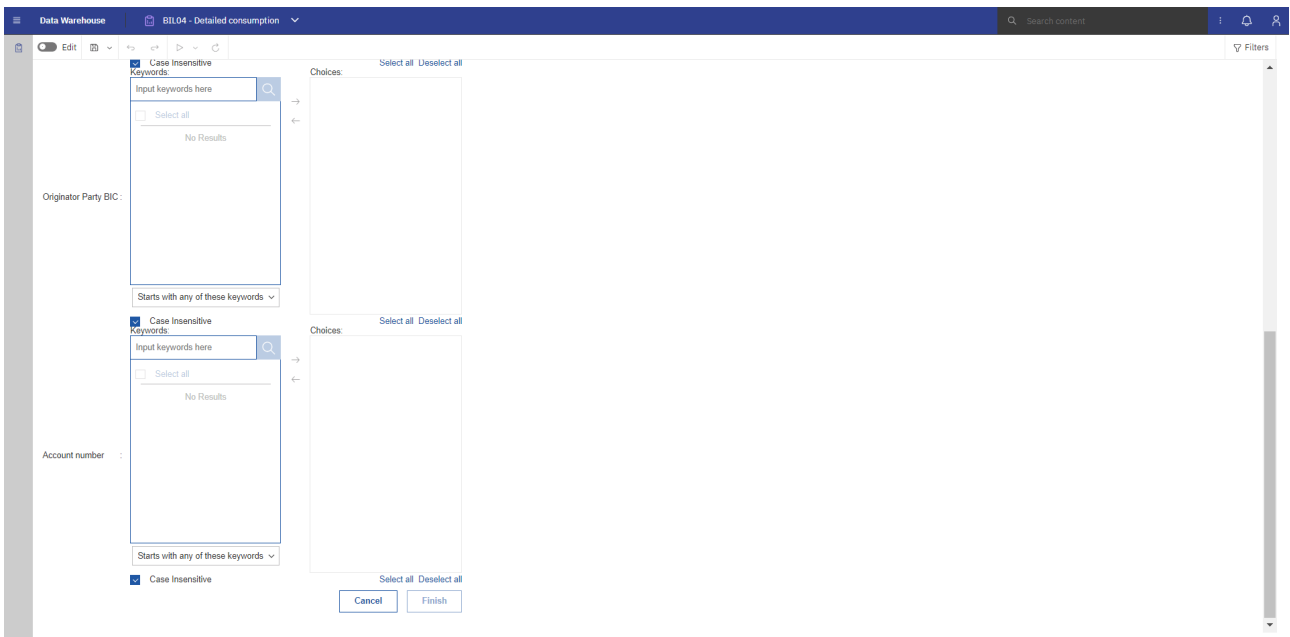 Data Warehouse BIL04 - Detailed consumption Search content
Edit Filters
Case Insensitive Select all Deselect all
Keywords: Choices:
Input keywords here
Select all
No Results
Originator Party BIC :
Starts with any of these keywords
Case Insensitive Select all Deselect all
Keywords: Choices:
Input keywords here
Select all
No Results
Account number :
Starts with any of these keywords
Case Insensitive Select all Deselect all
Cancel Finish